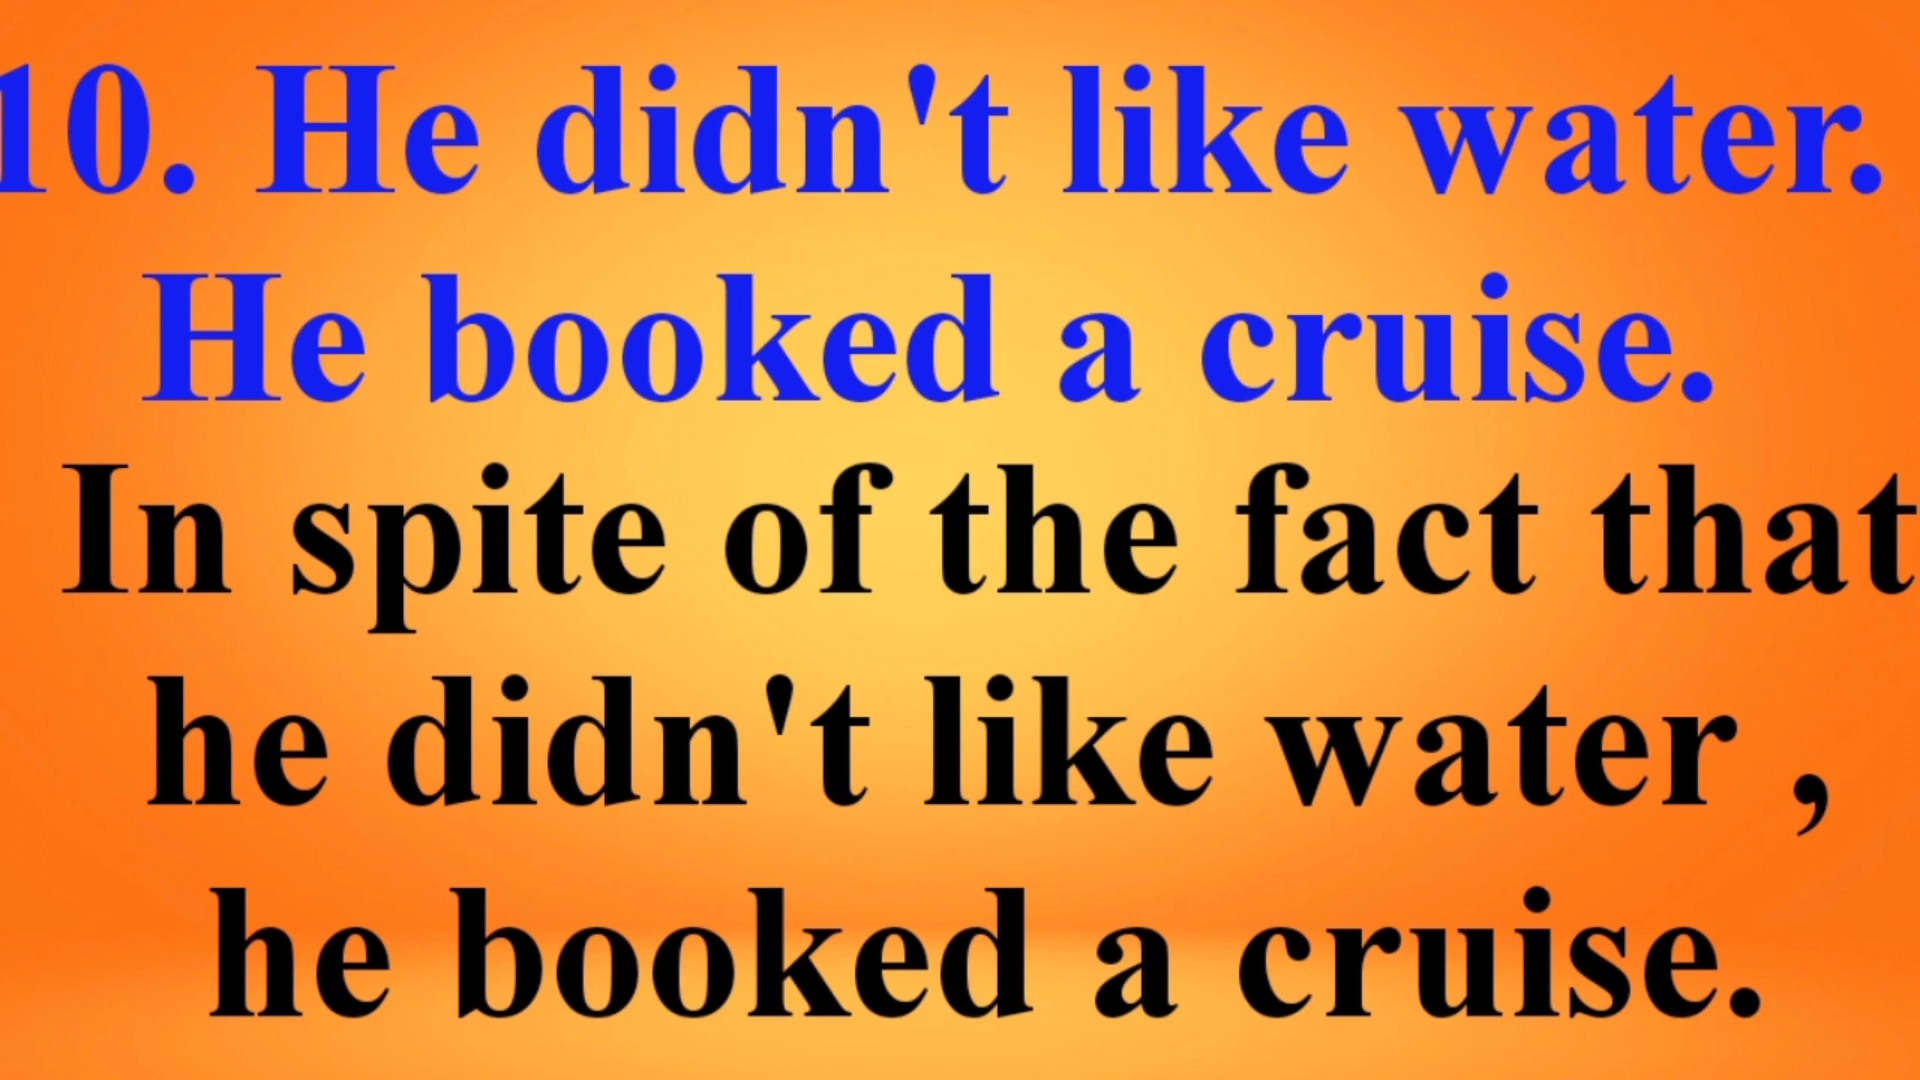 10. He didn't like water.
He booked a cruise.
In spite of the fact that
he didn't like water ,
he booked a cruise.